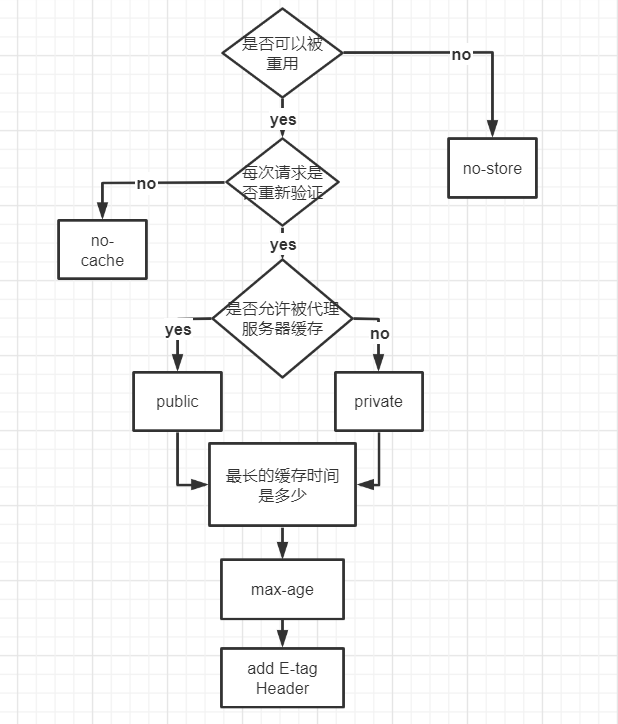 是否可以被
重用
no
yes
no-store
每次请求是
否重新验证
no
no-
cache
yes
是否允许被代理
服务器缓存
yes
no
public
private
最长的缓存时间
是多少
max-age
add E-tag
Header